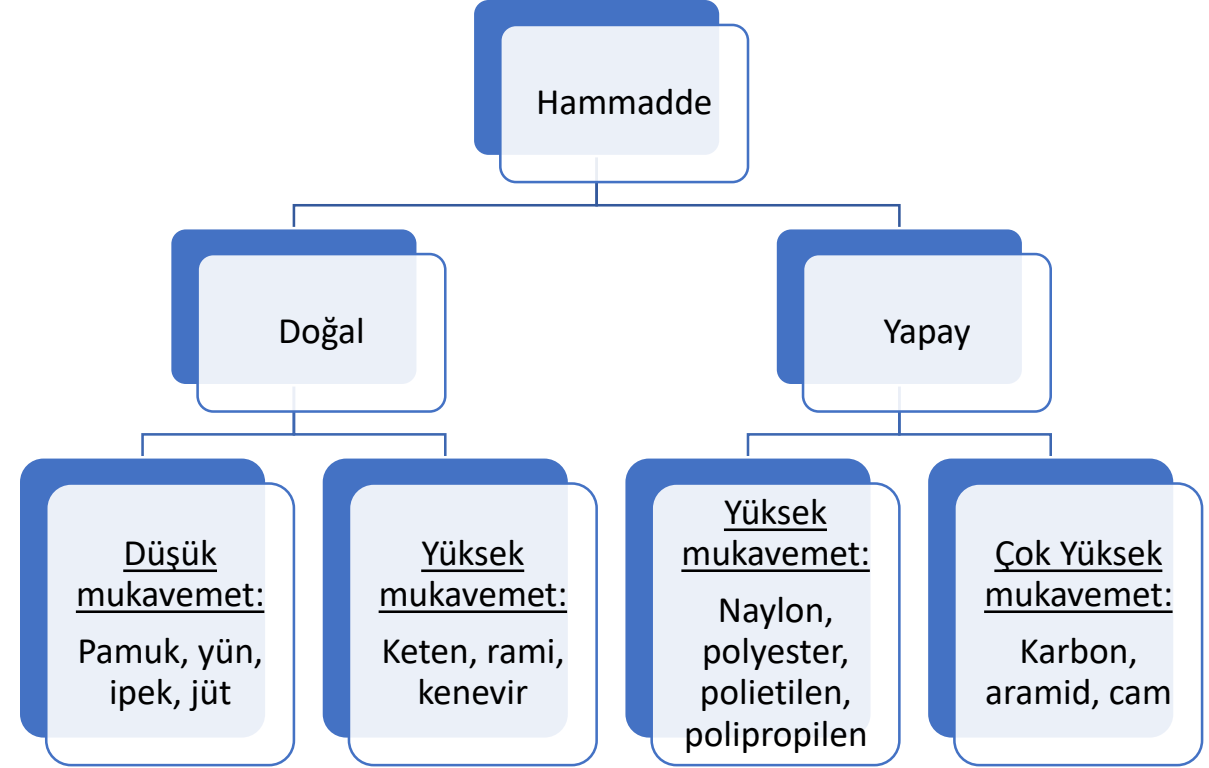 Hammadde
Doğal
Yapay
Düşük
mukavemet:
Pamuk, yün,
ipek, jüt
Yüksek
mukavemet:
Keten, rami,
kenevir
Yüksek
mukavemet:
Naylon,
polyester,
polietilen,
polipropilen
Çok Yüksek
mukavemet:
Karbon,
aramid, cam